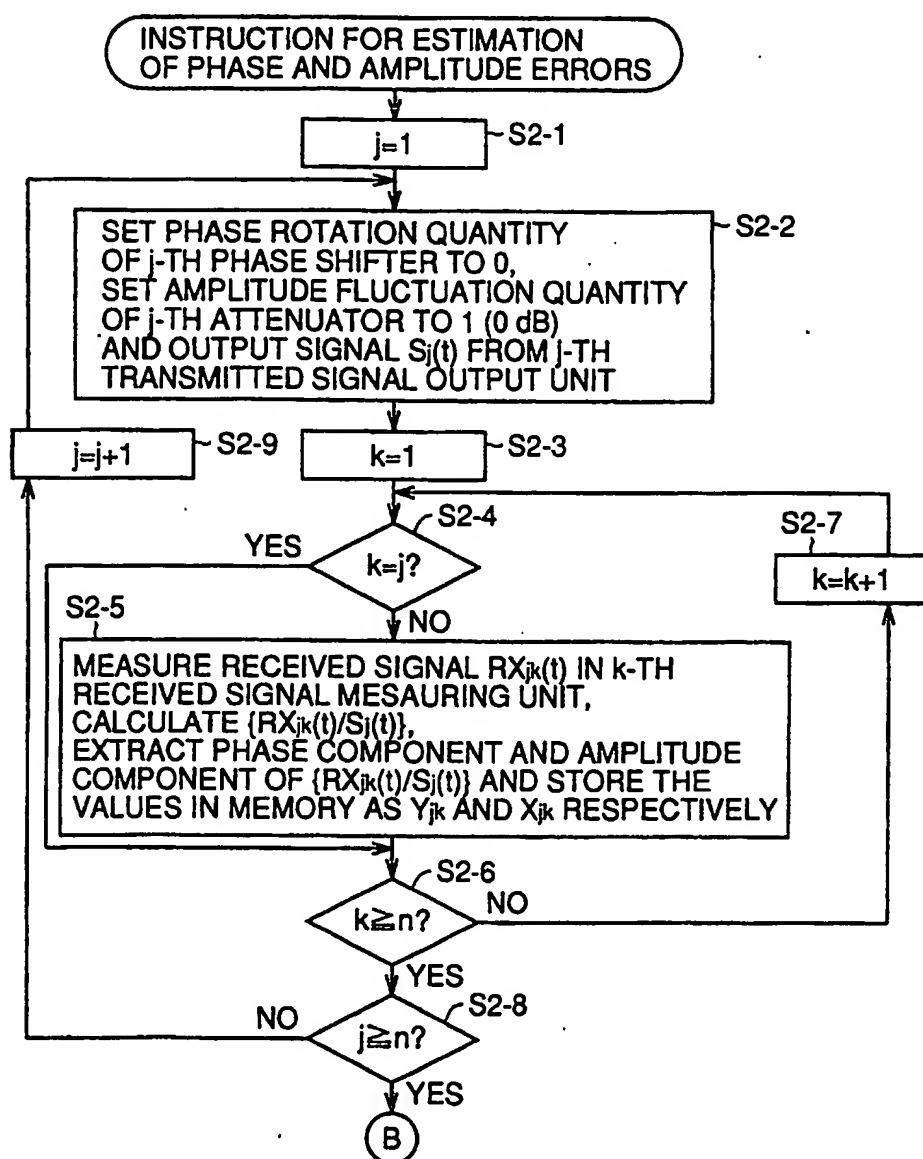 INSTRUCTION FOR ESTIMATION
OF PHASE AND AMPLITUDE ERRORS
j=1
S2-1
SET PHASE ROTATION QUANTITY
OF j-TH PHASE SHIFTER TO 0,
SET AMPLITUDE FLUCTUATION QUANTITY
OF j-TH ATTENUATOR TO 1 (0 dB)
AND OUTPUT SIGNAL Sj(t) FROM j-TH
TRANSMITTED SIGNAL OUTPUT UNIT
S2-2
j=j+1
S2-9
k=1
S2-3
S2-4
YES
k=j?
NO
S2-7
k=k+1
S2-5
MEASURE RECEIVED SIGNAL RXjk(t) IN k-TH
RECEIVED SIGNAL MESAURING UNIT,
CALCULATE {RXjk(t)/Sj(t)},
EXTRACT PHASE COMPONENT AND AMPLITUDE
COMPONENT OF {RXjk(t)/Sj(t)} AND STORE THE
VALUES IN MEMORY AS Yjk AND Xjk RESPECTIVELY
S2-6
k≧n?
NO
YES
S2-8
NO
j≧n?
YES
B